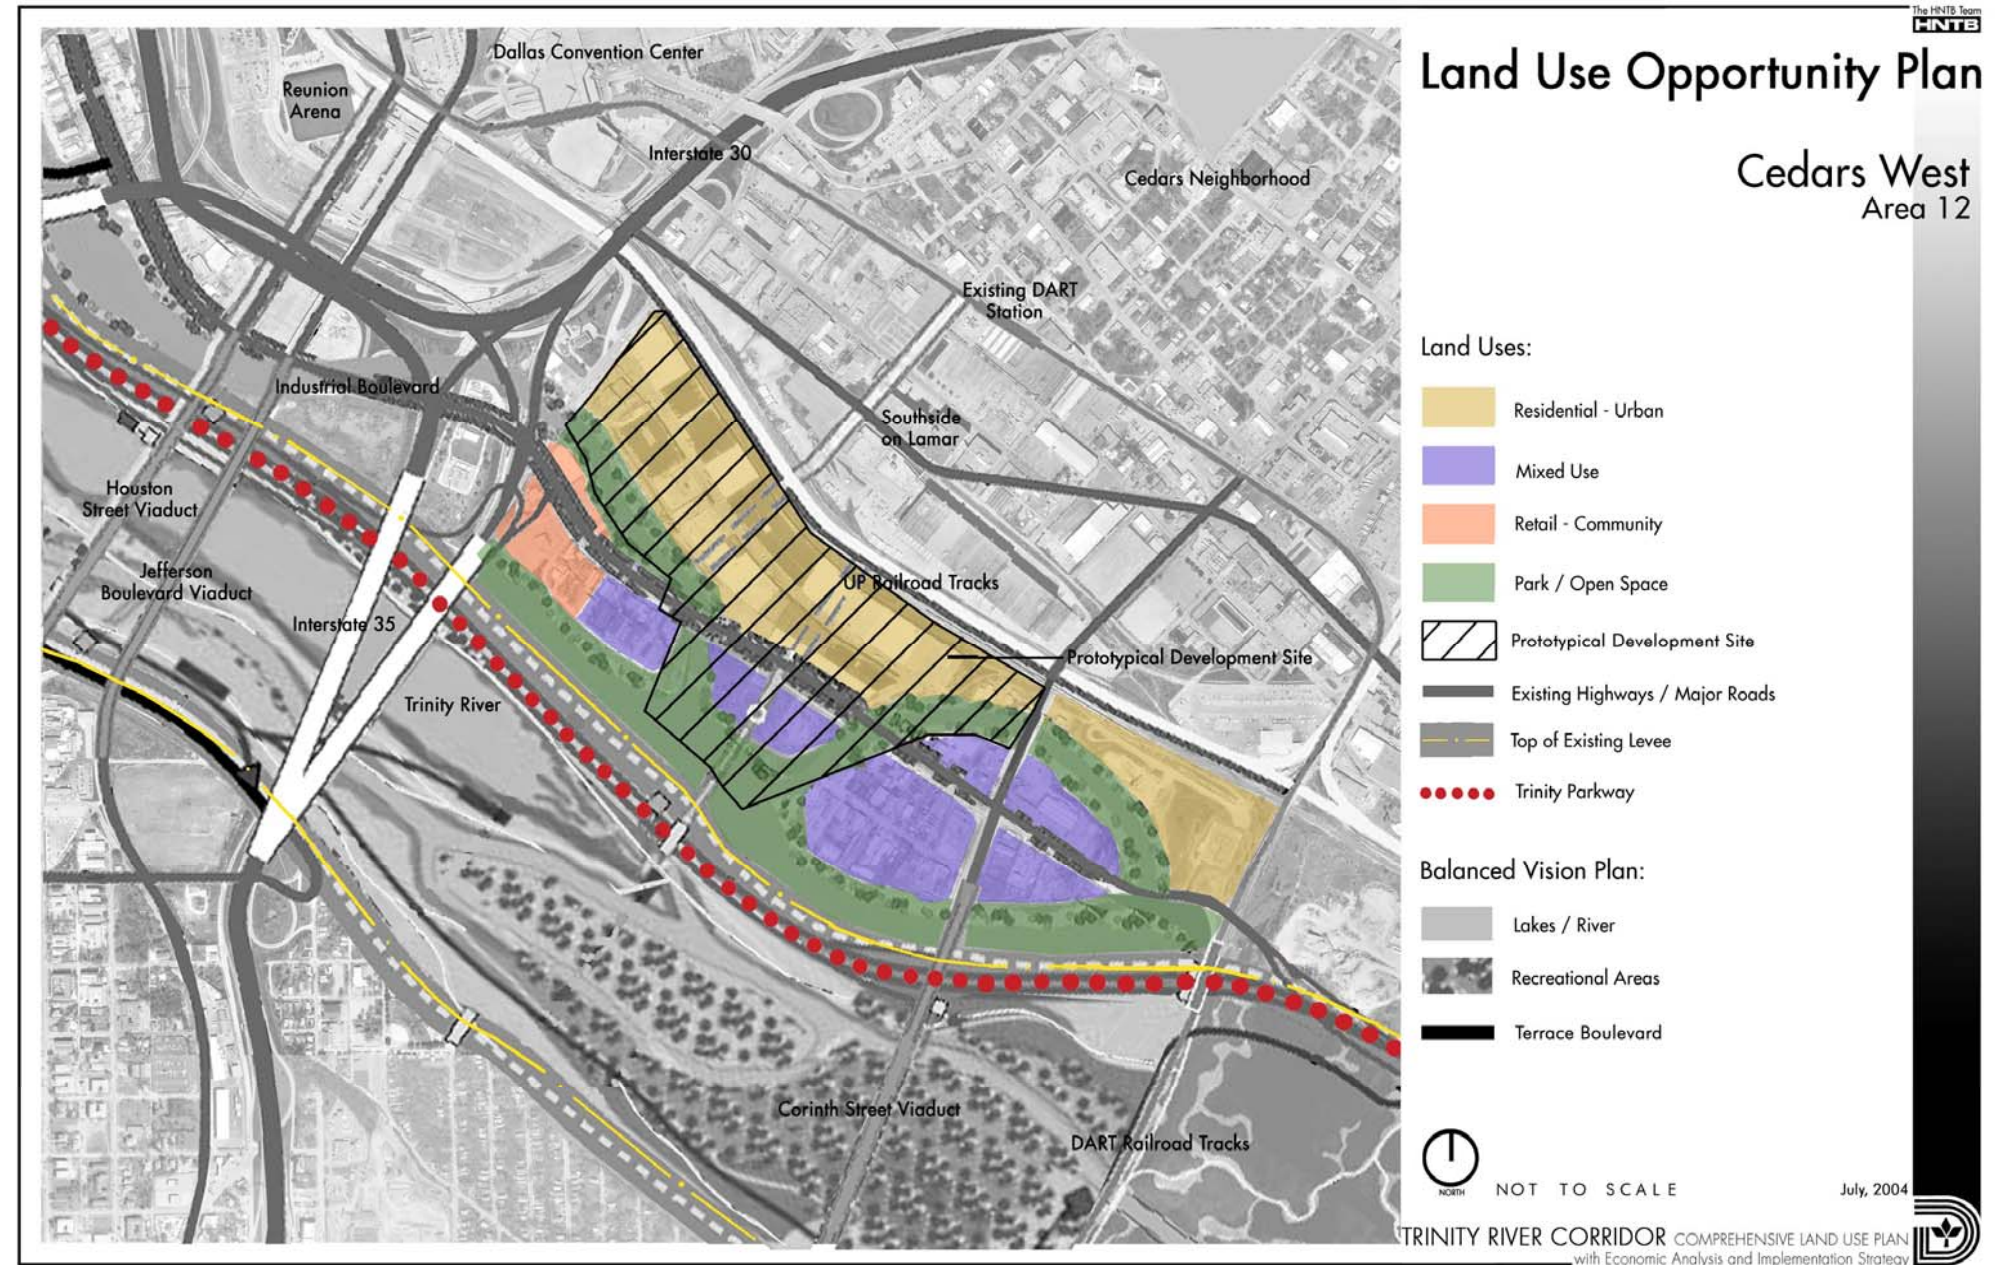 The HNTB Team
HNTB
Land Use Opportunity Plan
Cedars West
Area 12
Dallas Convention Center
Reunion
Arena
Interstate 30
Cedars Neighborhood
Existing DART
Station
Industrial Boulevard
Southside
on Lamar
Houston
Street Viaduct
Jefferson
Boulevard Viaduct
UP Railroad Tracks
Interstate 35
Prototypical Development Site
Trinity River
Corinth Street Viaduct
DART Railroad Tracks
Land Uses:
Residential - Urban
Mixed Use
Retail - Community
Park / Open Space
Prototypical Development Site
Existing Highways / Major Roads
Top of Existing Levee
Trinity Parkway
Balanced Vision Plan:
Lakes / River
Recreational Areas
Terrace Boulevard
NORTH
NOT TO SCALE
July, 2004
TRINITY RIVER CORRIDOR COMPREHENSIVE LAND USE PLAN
with Economic Analysis and Implementation Strategy